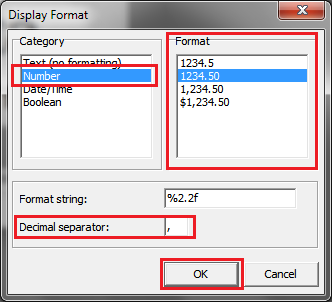 Display Format
Category
Text (no formatting)
Number
Date/Time
Boolean
Format
1234.5
1234.50
1,234.50
$1,234.50
Format string:
%2.2f
Decimal separator:
,
OK
Cancel